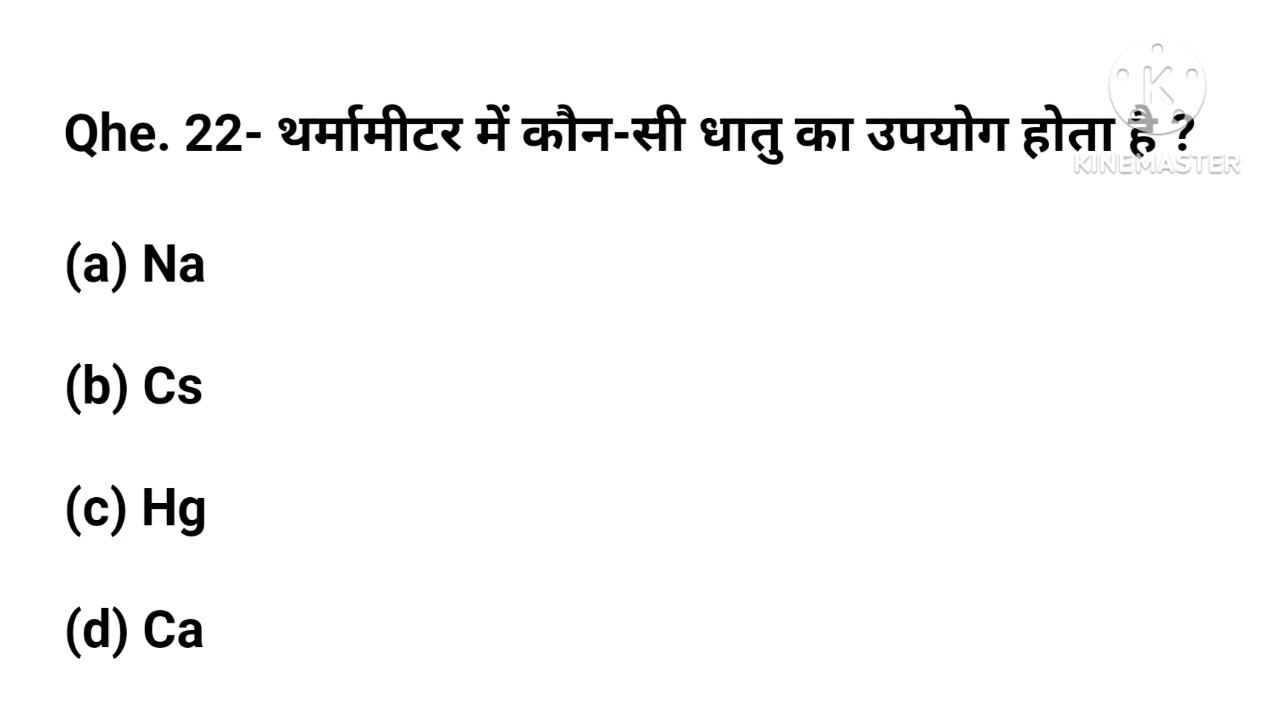 Qhe. 22- थर्मामीटर में कौन-सी धातु का उपयोग होता है ?
KINEMASTER
(a) Na
(b) Cs
(c) Hg
(d) Ca